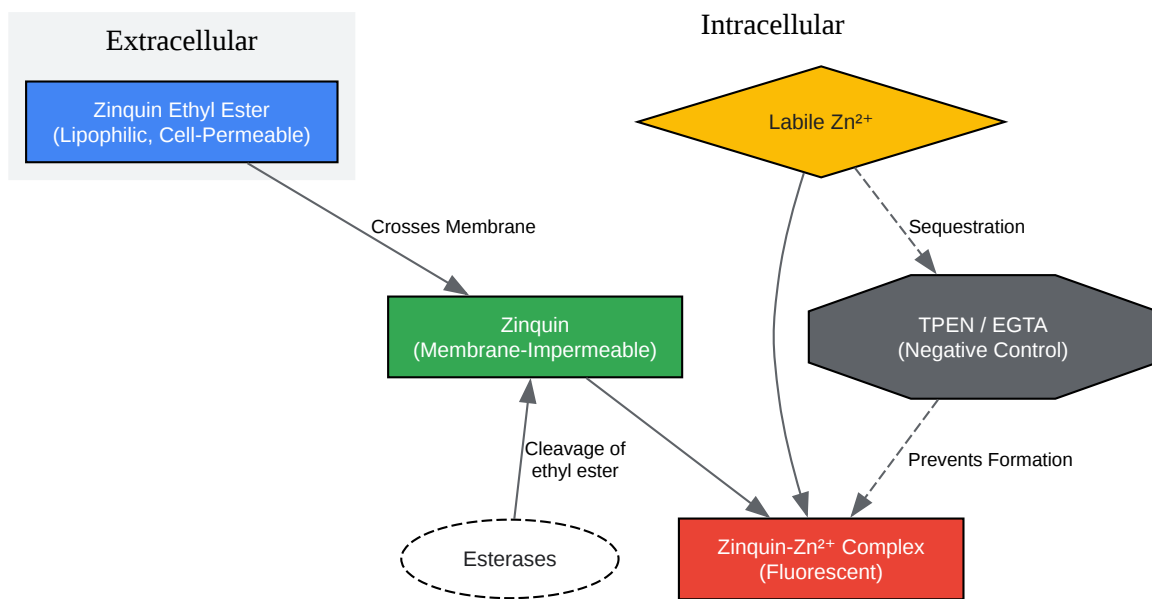 Extracellular
Intracellular
Zinquin Ethyl Ester
(Lipophilic, Cell-Permeable)
Labile Zn²⁺
Crosses Membrane
Sequestration
Zinquin
(Membrane-Impermeable)
TPEN / EGTA
(Negative Control)
Cleavage of
ethyl ester
Prevents Formation
Esterases
Zinquin-Zn²⁺ Complex
(Fluorescent)